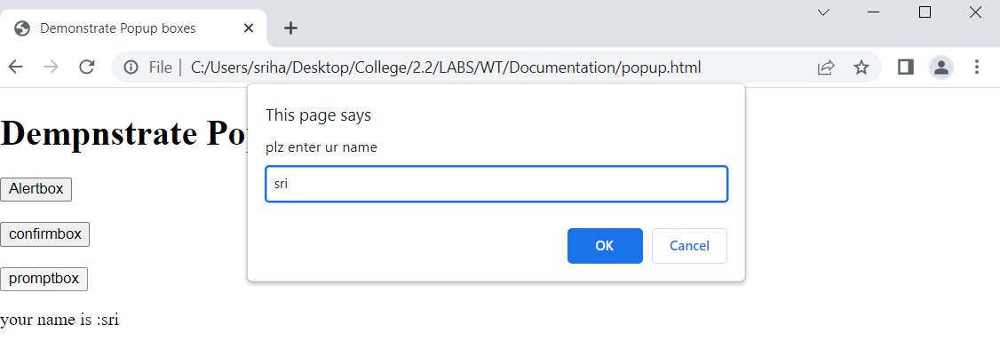 Demonstrate Popup boxes
File | C:/Users/sriha/Desktop/College/2.2/LABS/WT/Documentation/popup.html
This page says
plz enter ur name
sri
OK Cancel
Dempnstrate Po
Alertbox
confirmbox
promptbox
your name is :sri